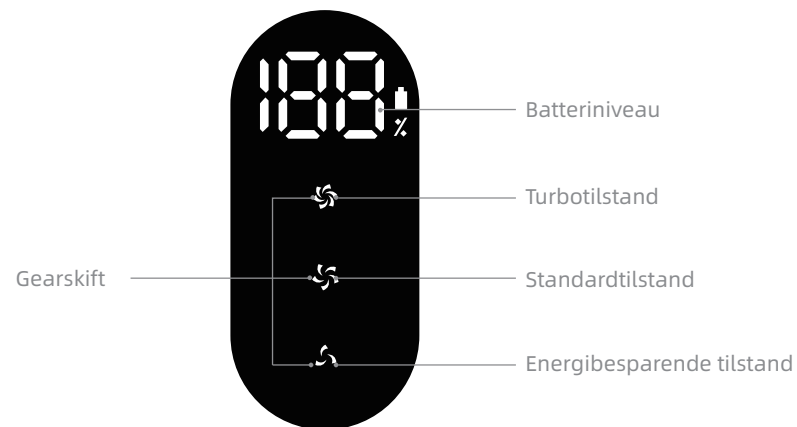 188
%
Batteriniveau
Turbotilstand
Gearskift
Standardtilstand
Energibesparende tilstand